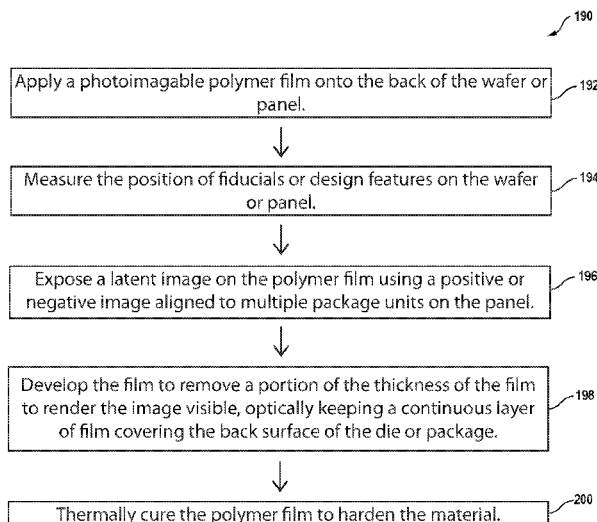 190
Apply a photoimagable polymer film onto the back of the wafer or
panel.
192
Measure the position of fiducials or design features on the wafer
or panel.
194
Expose a latent image on the polymer film using a positive or
negative image aligned to multiple package units on the panel.
196
Develop the film to remove a portion of the thickness of the film
to render the image visible, optically keeping a continuous layer
of film covering the back surface of the die or package.
198
Thermally cure the polymer film to harden the material.
200